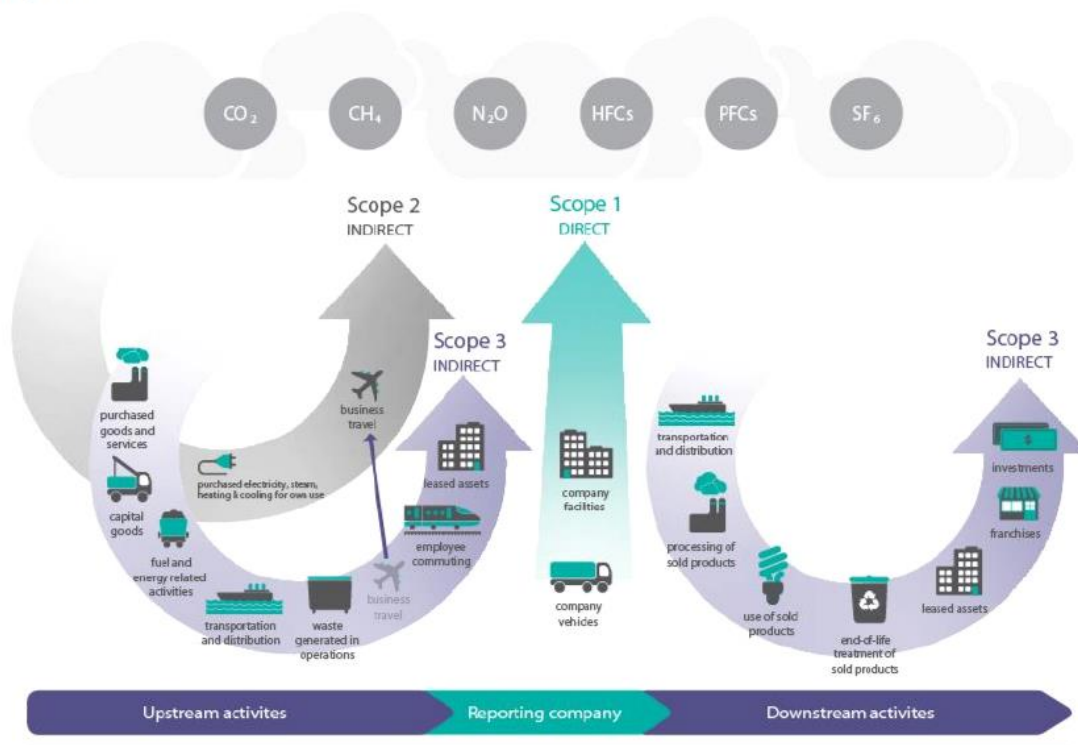 CO₂ CH₄ N₂O HFCs PFCs SF₆
Scope 2
INDIRECT
Scope 1
DIRECT
Scope 3
INDIRECT
Scope 3
INDIRECT
purchased
goods and
services
capital
goods
fuel and
energy related
activities
transportation
and distribution
waste
generated in
operations
business
travel
purchased electricity, steam,
heating & cooling for own use
business
travel
leased assets
employee
commuting
company
facilities
company
vehicles
transportation
and distribution
processing of
sold products
use of sold
products
end-of-life
treatment of
sold products
leased assets
franchises
investments
$
Upstream activites
Reporting company
Downstream activites